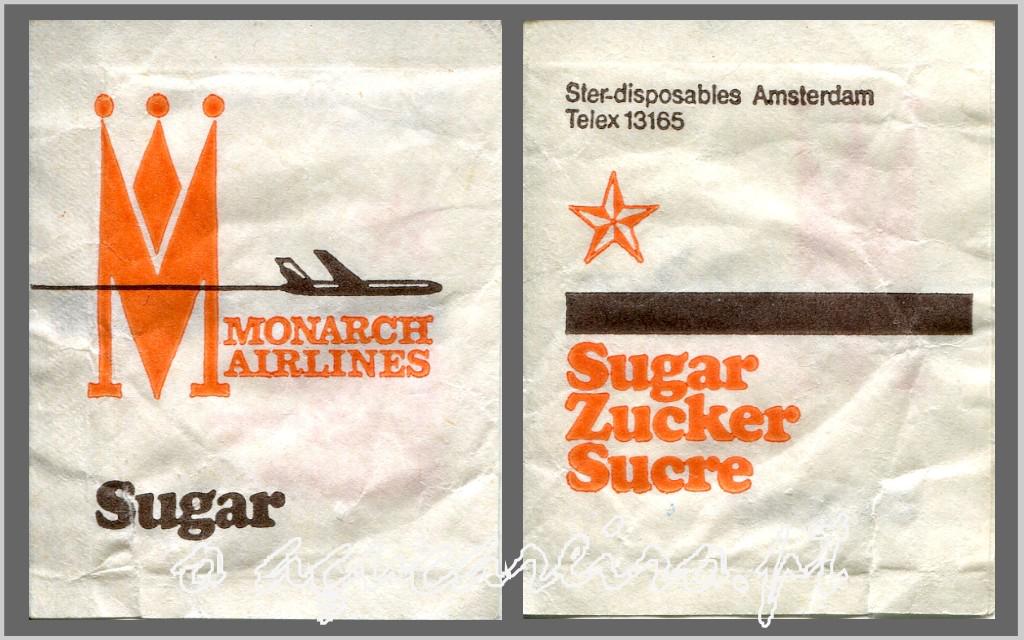 MONARCH
AIRLINES
Sugar
Ster-disposables Amsterdam
Telex 13165
Sugar
Zucker
Sucre